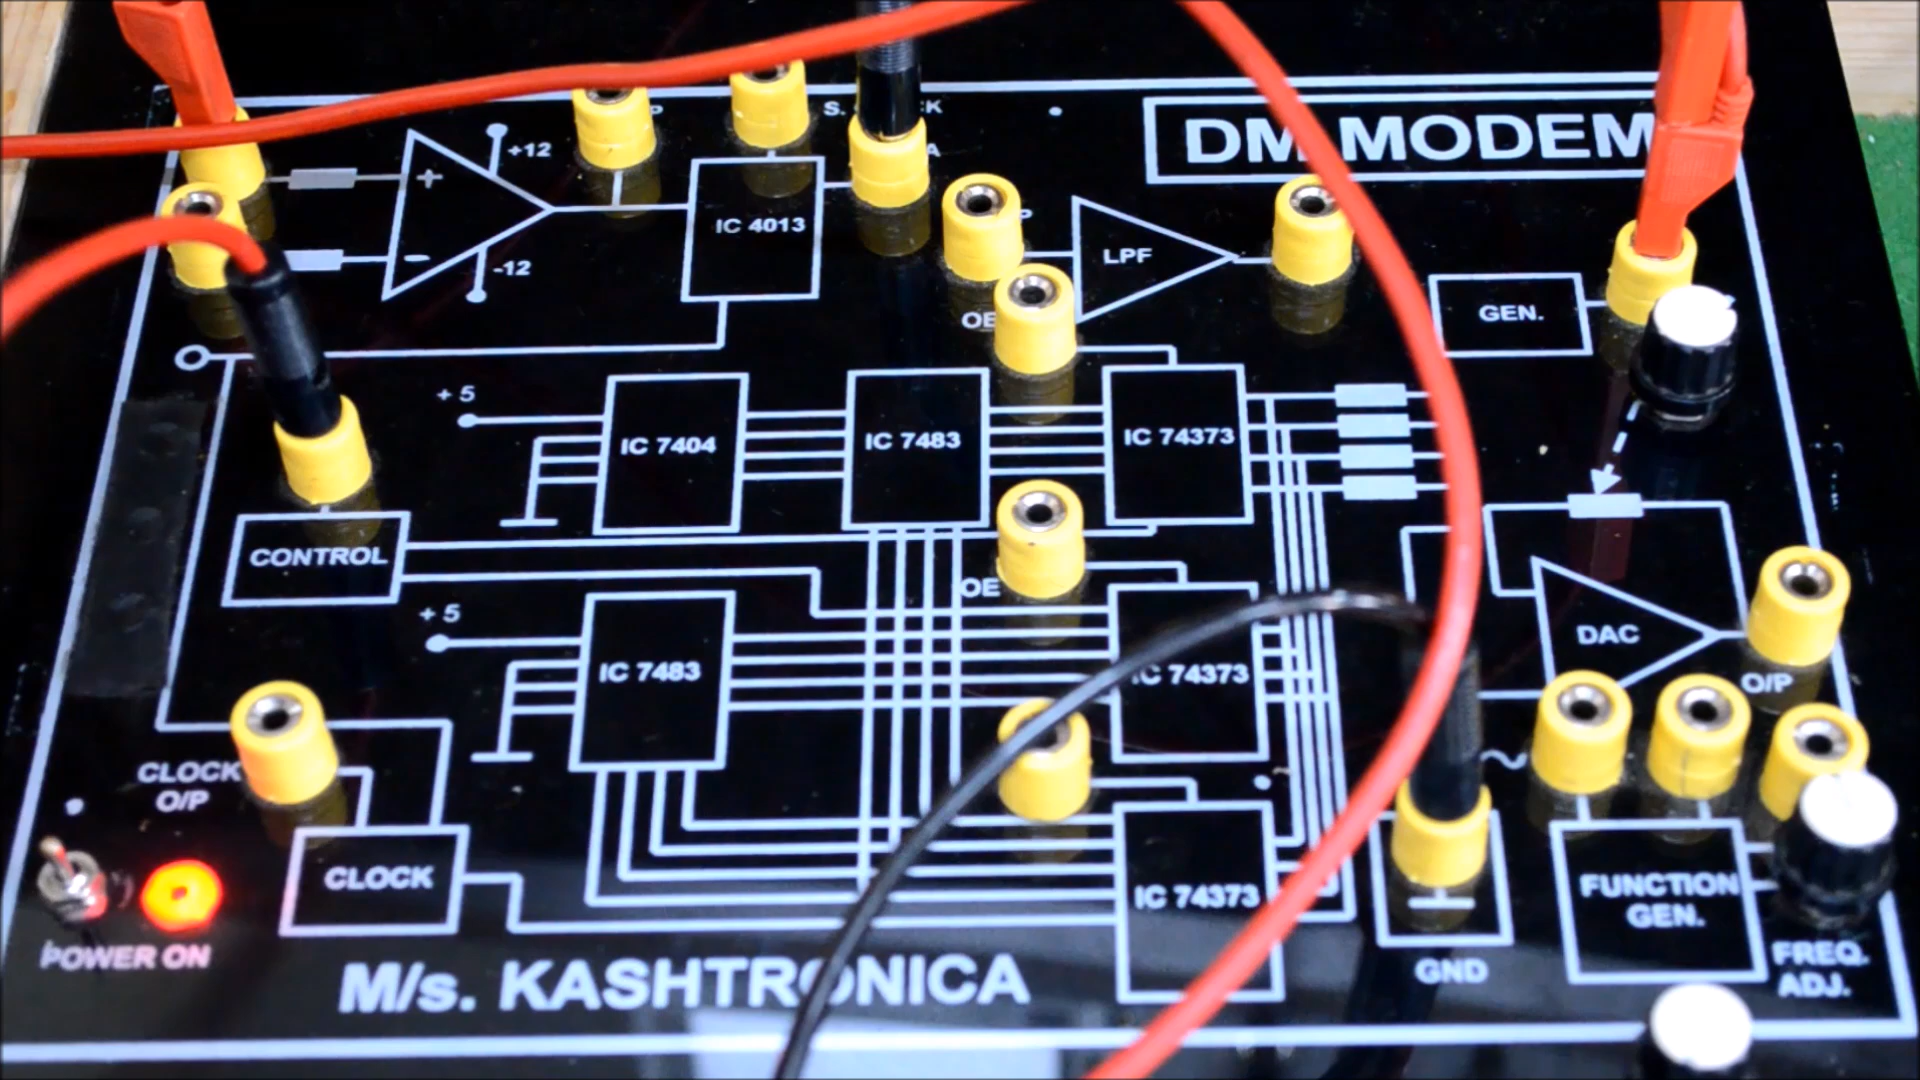 DM MODEM
+12
+
-
-12
IC 4013
LPF
GEN.
OE
+ 5
IC 7404
IC 7483
IC 74373
CONTROL
OE
+ 5
IC 7483
IC 74373
DAC
O/P
~
CLOCK
O/P
CLOCK
IC 74373
FUNCTION
GEN.
POWER ON
GND
FREQ.
ADJ.
M/s. KASHTRONICA